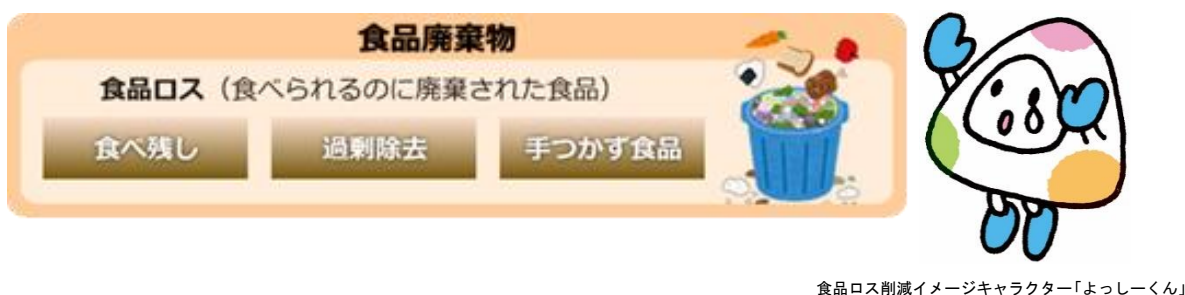 食品廃棄物
食品ロス（食べられるのに廃棄された食品）
食べ残し 過剰除去 手つかず食品
食品ロス削減イメージキャラクター「よっしーくん」